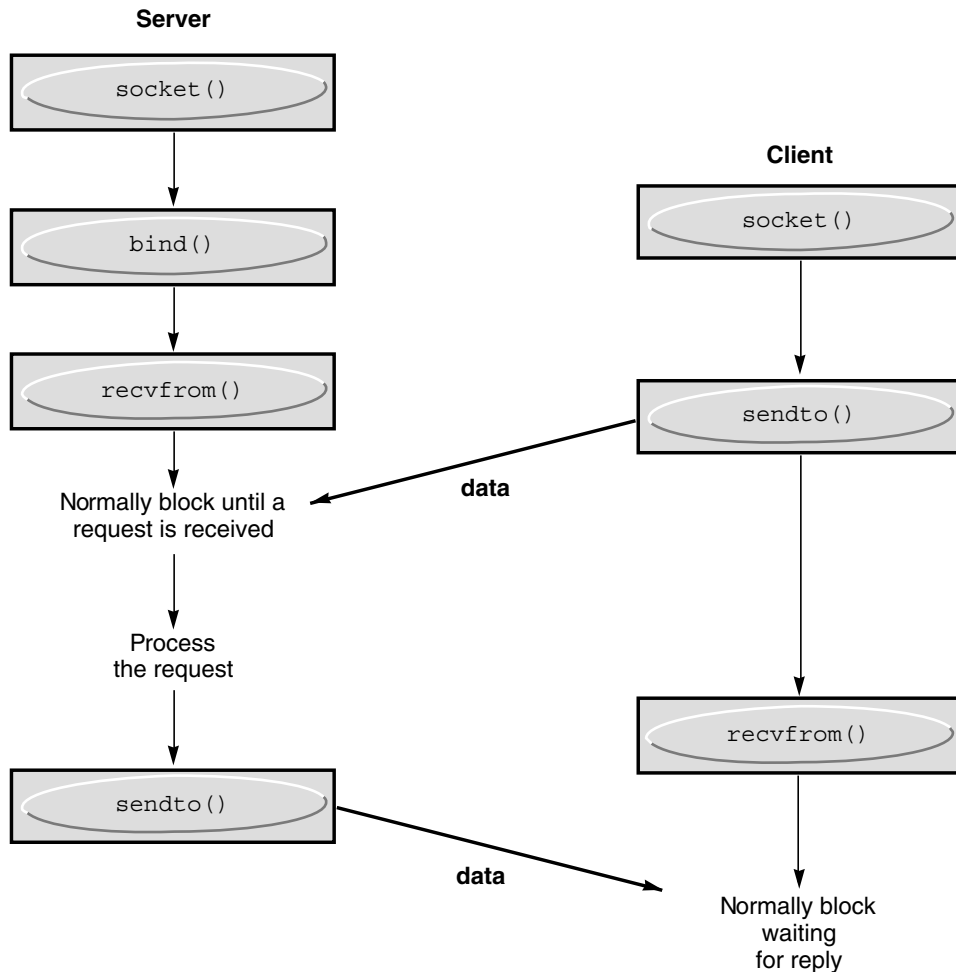 Server
socket()
bind()
recvfrom()
Normally block until a
request is received
Process
the request
sendto()
data
data
Client
socket()
sendto()
recvfrom()
Normally block
waiting
for reply